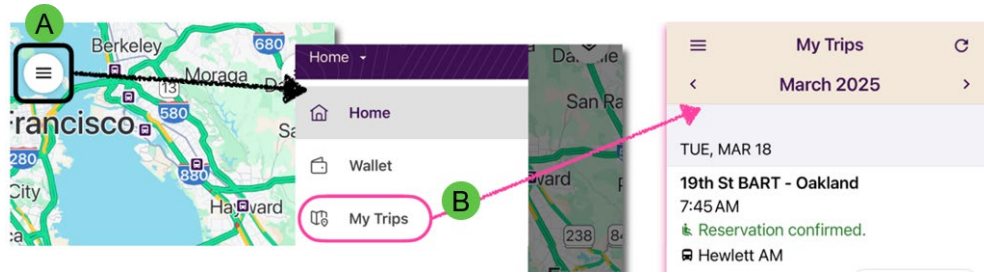 A
Berkeley
680
Moraga
13
580
Francisco
280
City
880
Hayward
Home
Home
Wallet
My Trips
B
San Ra
238
My Trips
March 2025
TUE, MAR 18
19th St BART - Oakland
7:45 AM
Reservation confirmed.
Hewlett AM